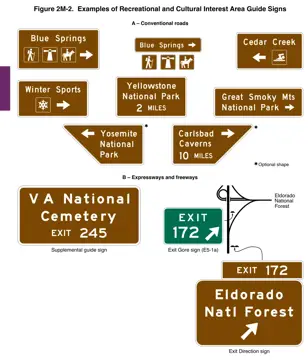 Figure 2M-2. Examples of Recreational and Cultural Interest Area Guide Signs
A – Conventional roads
Blue Springs
Blue Springs
Cedar Creek
Winter Sports
Yellowstone
National Park
2 MILES
Great Smoky Mts
National Park
*
Yosemite
National
Park
Carlsbad
Caverns
10 MILES
*
* Optional shape
B – Expressways and freeways
V A National
Cemetery
EXIT 245
Supplemental guide sign
EXIT
172
Exit Gore sign (E5-1a)
Eldorado
National
Forest
EXIT 172
Eldorado
Natl Forest
Exit Direction sign